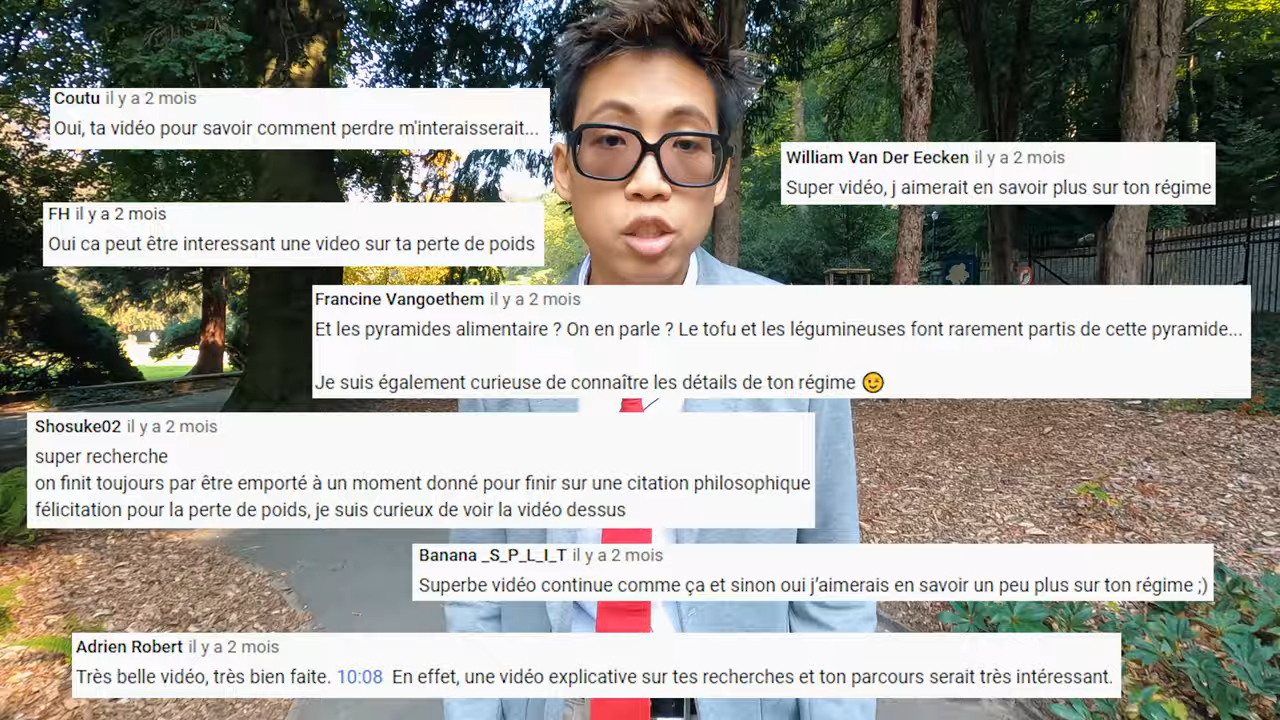 Coutu il y a 2 mois
Oui, ta vidéo pour savoir comment perdre m'interaisserait...
William Van Der Eecken il y a 2 mois
Super vidéo, j aimerait en savoir plus sur ton régime
FH il y a 2 mois
Oui ca peut être interessant une video sur ta perte de poids
Francine Vangoethem il y a 2 mois
Et les pyramides alimentaire ? On en parle ? Le tofu et les légumineuses font rarement partis de cette pyramide...
Je suis également curieuse de connaître les détails de ton régime 😉
Shosuke02 il y a 2 mois
super recherche
on finit toujours par être emporté à un moment donné pour finir sur une citation philosophique
félicitation pour la perte de poids, je suis curieux de voir la vidéo dessus
Banana _S_P_L_I_T il y a 2 mois
Superbe vidéo continue comme ça et sinon oui j'aimerais en savoir un peu plus sur ton régime ;)
Adrien Robert il y a 2 mois
Très belle vidéo, très bien faite. 10:08 En effet, une vidéo explicative sur tes recherches et ton parcours serait très intéressant.